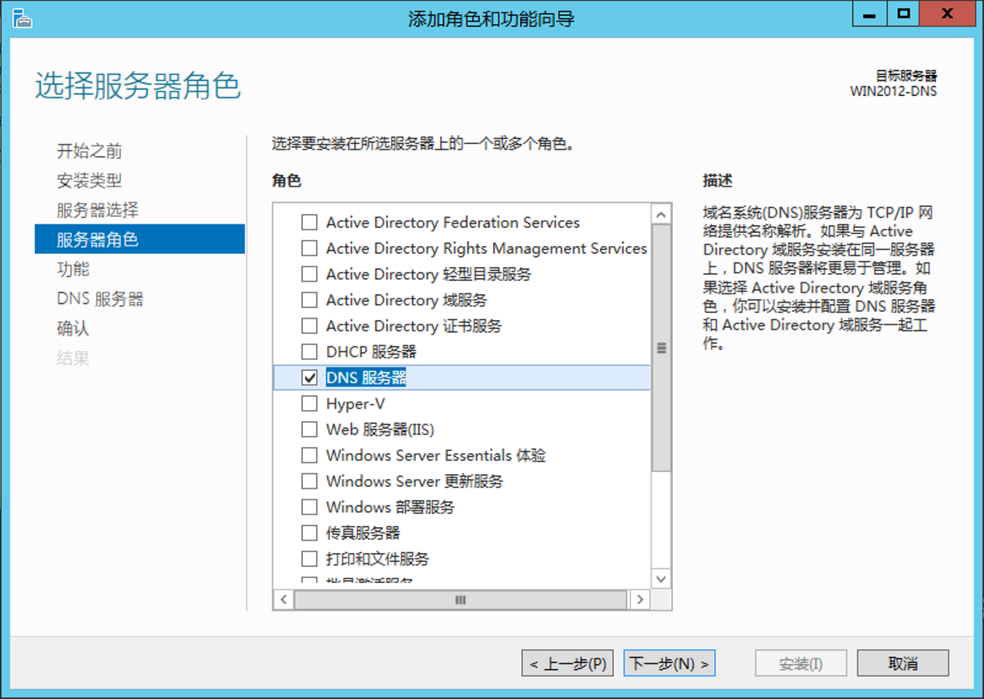 添加角色和功能向导
选择服务器角色
目标服务器
WIN2012-DNS
开始之前
安装类型
服务器选择
服务器角色
功能
DNS 服务器
确认
结果
选择要安装在所选服务器上的一个或多个角色。
角色
Active Directory Federation Services
Active Directory Rights Management Services
Active Directory 轻型目录服务
Active Directory 域服务
Active Directory 证书服务
DHCP 服务器
DNS 服务器
Hyper-V
Web 服务器(IIS)
Windows Server Essentials 体验
Windows Server 更新服务
Windows 部署服务
传真服务器
打印和文件服务
批量激活服务
描述
域名系统(DNS)服务器为 TCP/IP 网
络提供名称解析。如果与 Active
Directory 域服务安装在同一服务器
上，DNS 服务器将更易于管理。如
果选择 Active Directory 域服务角
色，你可以安装并配置 DNS 服务器
和 Active Directory 域服务一起工
作。
< 上一步(P)
下一步(N) >
安装(I)
取消